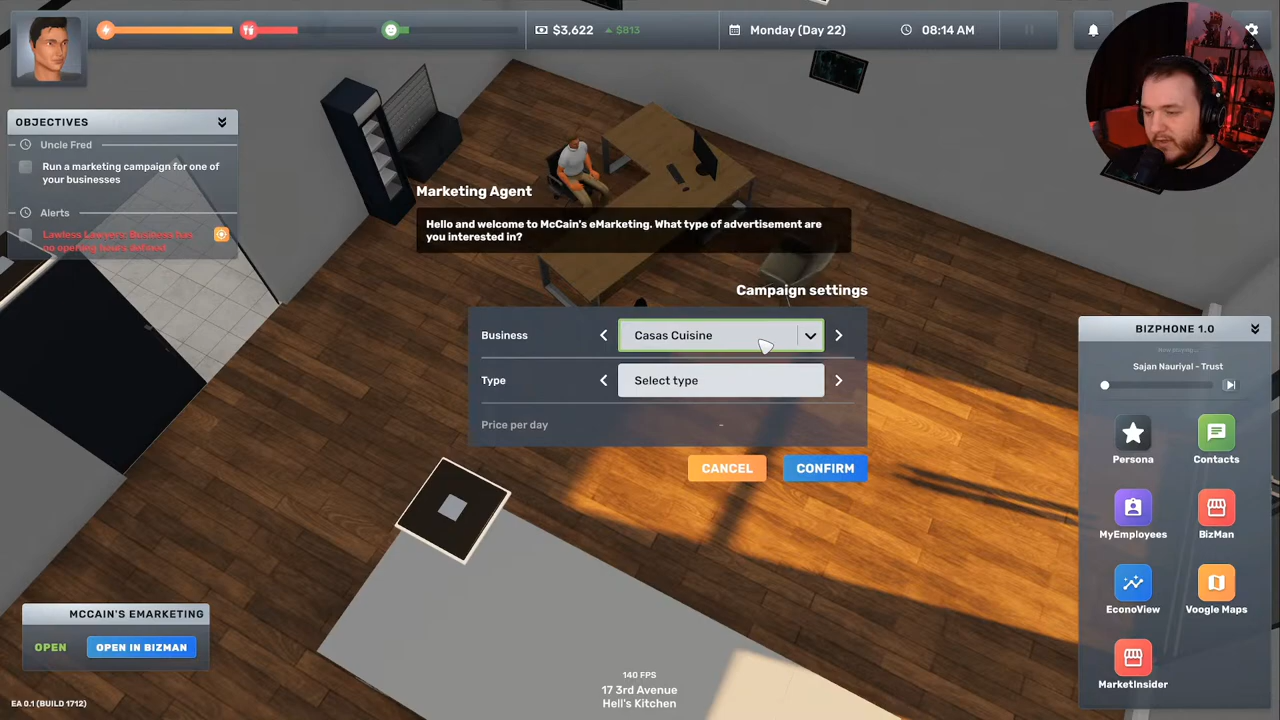 $3,622
$813
Monday (Day 22)
08:14 AM
OBJECTIVES
Uncle Fred
Run a marketing campaign for one of
your businesses
Alerts
Lawless Lawyers: Business has
no opening hours defined
Marketing Agent
Hello and welcome to McCain's eMarketing. What type of advertisement are
you interested in?
Campaign settings
Business
Casas Cuisine
Type
Select type
Price per day
-
CANCEL
CONFIRM
BIZPHONE 1.0
Now playing...
Sajan Nauriyal - Trust
Persona
Contacts
MyEmployees
BizMan
EconoView
Voogle Maps
MarketInsider
MCCAIN'S EMARKETING
OPEN
OPEN IN BIZMAN
140 FPS
17 3rd Avenue
Hell's Kitchen
EA 0.1 (BUILD 1712)